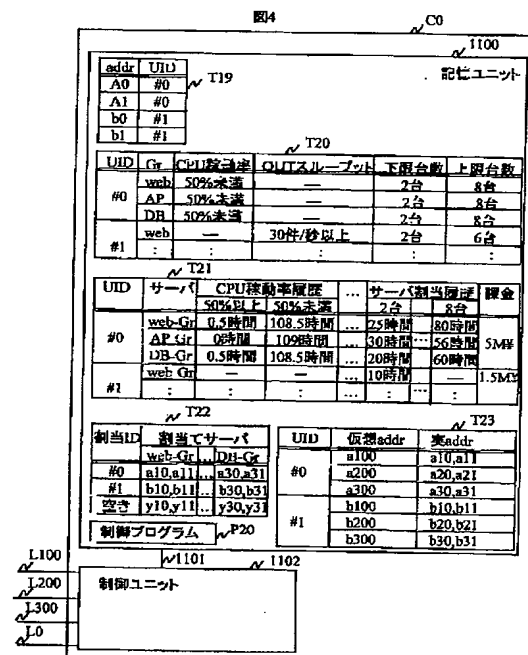 図4
C0
1100
記憶ユニット
addr UID
T19
A0 #0
A1 #0
b0 #1
b1 #1
T20
UID Gr CPU稼動率 OUTスループット 下限台数 上限台数
#0
web 50%未満 — 2台 8台
AP 50%未満 — 2台 8台
DB 50%未満 — 2台 8台
#1
web — 30件/秒以上 2台 6台
: : : : :
T21
UID サーバ CPU稼動率履歴 … サーバ割当履歴 課金
50%以上 50%未満 2台 8台
#0
web-Gr 0.5時間 108.5時間 … 25時間 80時間
AP-Gr 0時間 109時間 … 30時間 … 56時間 5M¥
DB-Gr 0.5時間 108.5時間 … 20時間 60時間
#1
web Gr — — … 10時間 — 1.5M¥
: : : … : … :
T22
割当ID 割当てサーバ
web-Gr … DB-Gr
#0 a10,a11 … a30,a31
#1 b10,b11 … b30,b31
空き y10,y11 … y30,y31
T23
UID 仮想addr 実addr
#0
a100 a10,a11
a200 a20,a21
a300 a30,a31
#1
b100 b10,b11
b200 b20,b21
b300 b30,b31
制御プログラム P20
1101
1102
制御ユニット
L100
L200
L300
L0